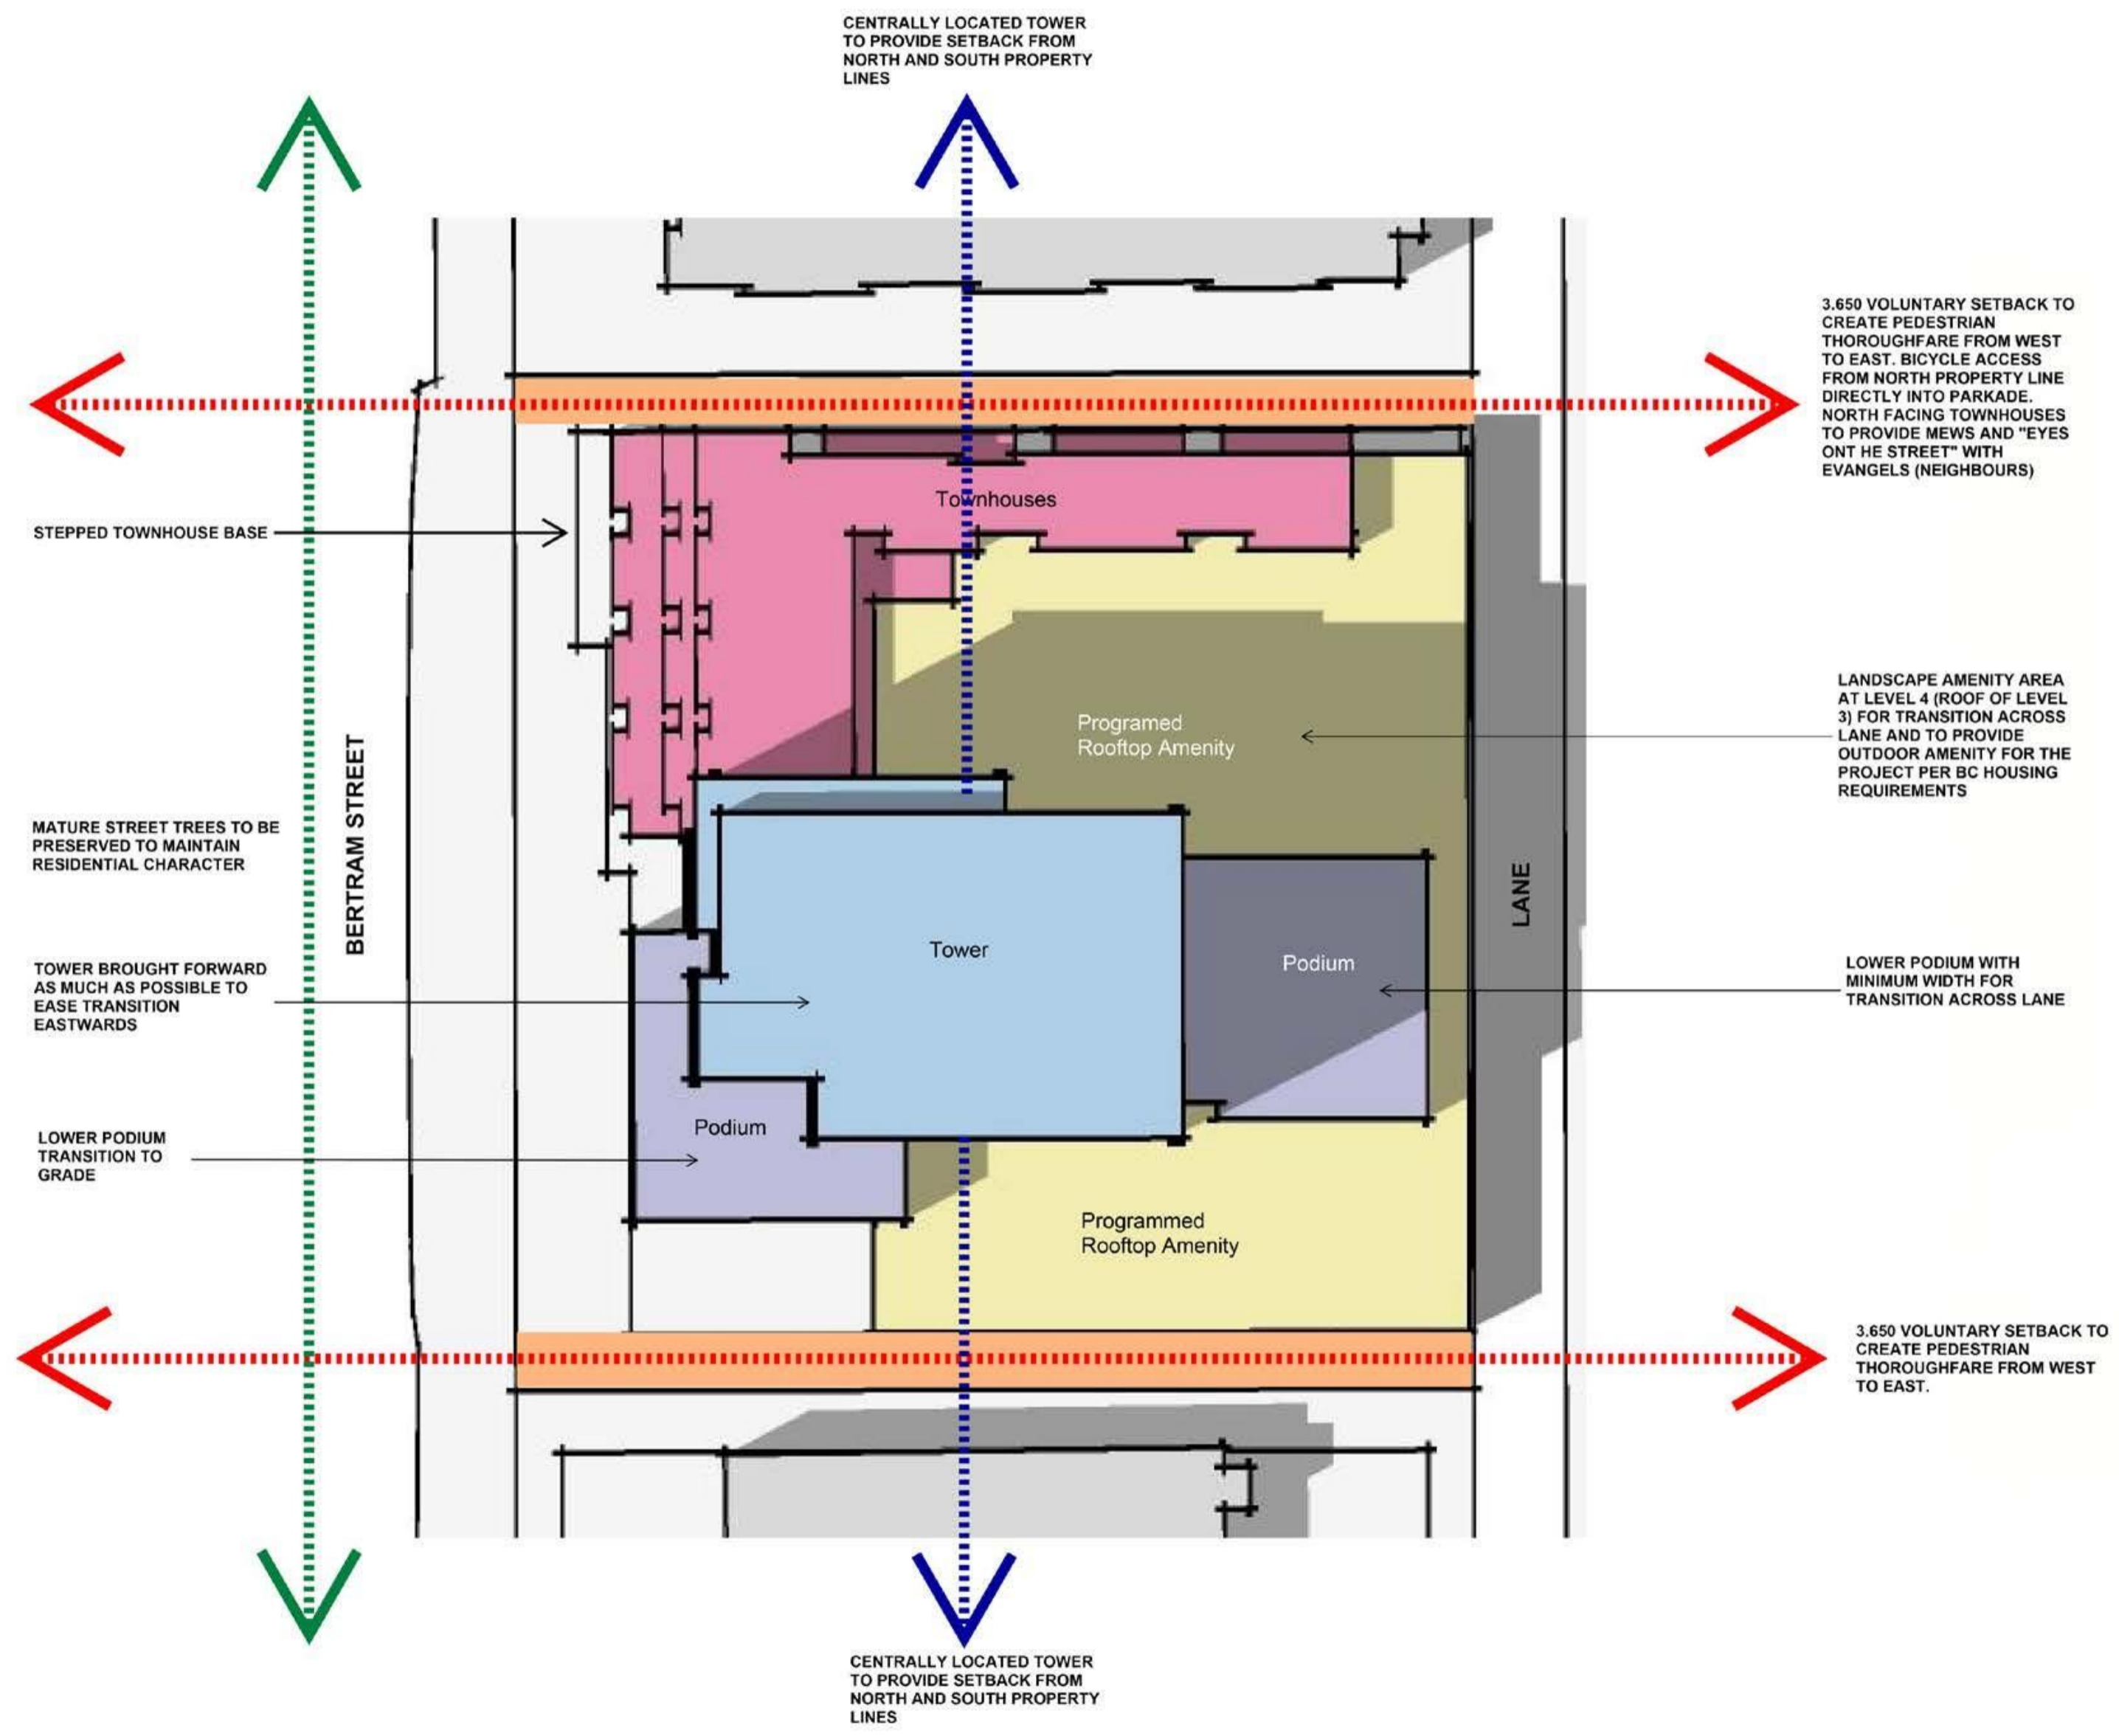 CENTRALLY LOCATED TOWER
TO PROVIDE SETBACK FROM
NORTH AND SOUTH PROPERTY
LINES
3.650 VOLUNTARY SETBACK TO
CREATE PEDESTRIAN
THOROUGHFARE FROM WEST
TO EAST. BICYCLE ACCESS
FROM NORTH PROPERTY LINE
DIRECTLY INTO PARKADE.
NORTH FACING TOWNHOUSES
TO PROVIDE MEWS AND "EYES
ONT HE STREET" WITH
EVANGELS (NEIGHBOURS)
Townhouses
STEPPED TOWNHOUSE BASE
LANDSCAPE AMENITY AREA
AT LEVEL 4 (ROOF OF LEVEL
3) FOR TRANSITION ACROSS
LANE AND TO PROVIDE
OUTDOOR AMENITY FOR THE
PROJECT PER BC HOUSING
REQUIREMENTS
Programed
Rooftop Amenity
BERTRAM STREET
MATURE STREET TREES TO BE
PRESERVED TO MAINTAIN
RESIDENTIAL CHARACTER
LANE
Tower
Podium
TOWER BROUGHT FORWARD
AS MUCH AS POSSIBLE TO
EASE TRANSITION
EASTWARDS
LOWER PODIUM WITH
MINIMUM WIDTH FOR
TRANSITION ACROSS LANE
Podium
LOWER PODIUM
TRANSITION TO
GRADE
Programmed
Rooftop Amenity
3.650 VOLUNTARY SETBACK TO
CREATE PEDESTRIAN
THOROUGHFARE FROM WEST
TO EAST.
CENTRALLY LOCATED TOWER
TO PROVIDE SETBACK FROM
NORTH AND SOUTH PROPERTY
LINES